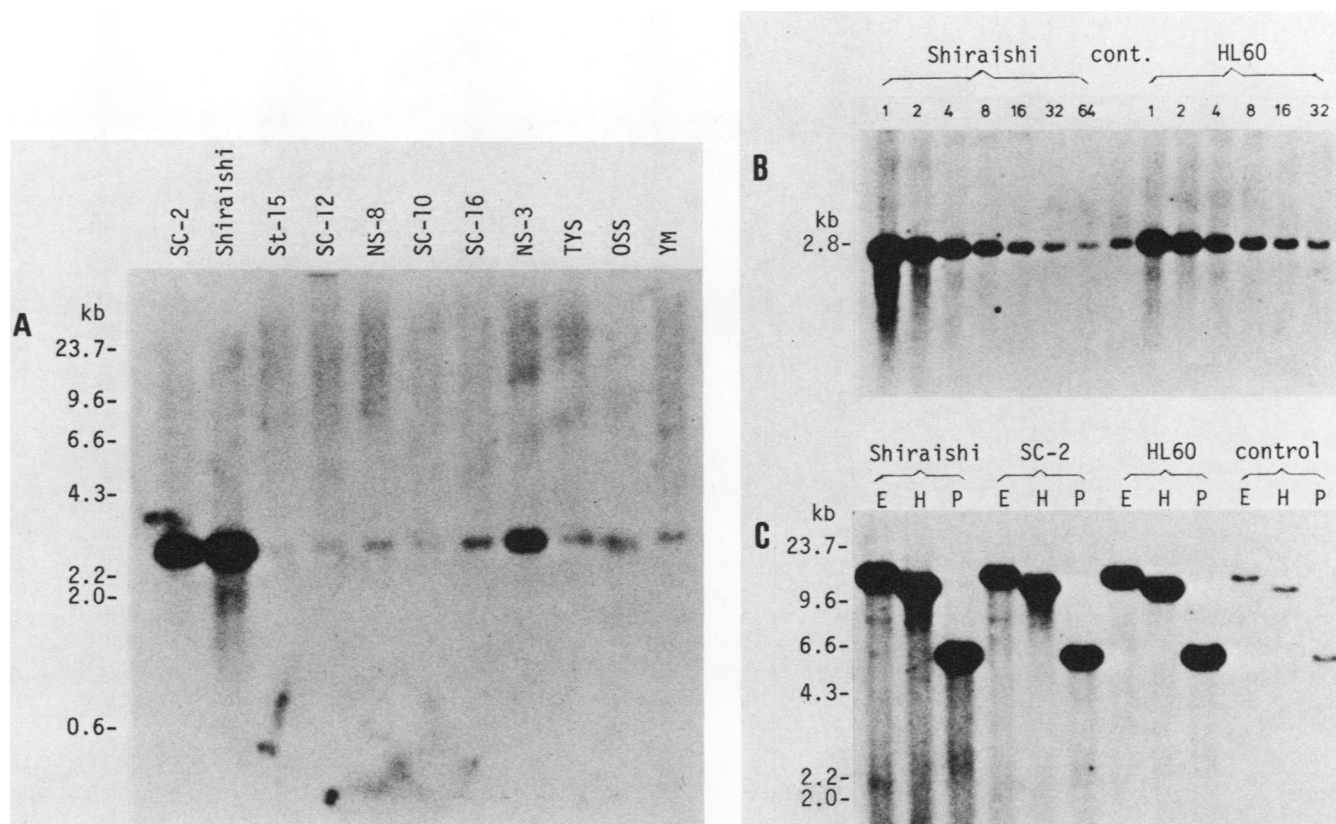 A
SC-2 Shiraishi St-15 SC-12 NS-8 SC-10 SC-16 NS-3 TYS OSS YM
kb
23.7-
9.6-
6.6-
4.3-
2.2-
2.0-
0.6-
B
Shiraishi cont. HL60
1 2 4 8 16 32 64 1 2 4 8 16 32
kb
2.8-
C
Shiraishi SC-2 HL60 control
E H P E H P E H P E H P
kb
23.7-
9.6-
6.6-
4.3-
2.2-
2.0-